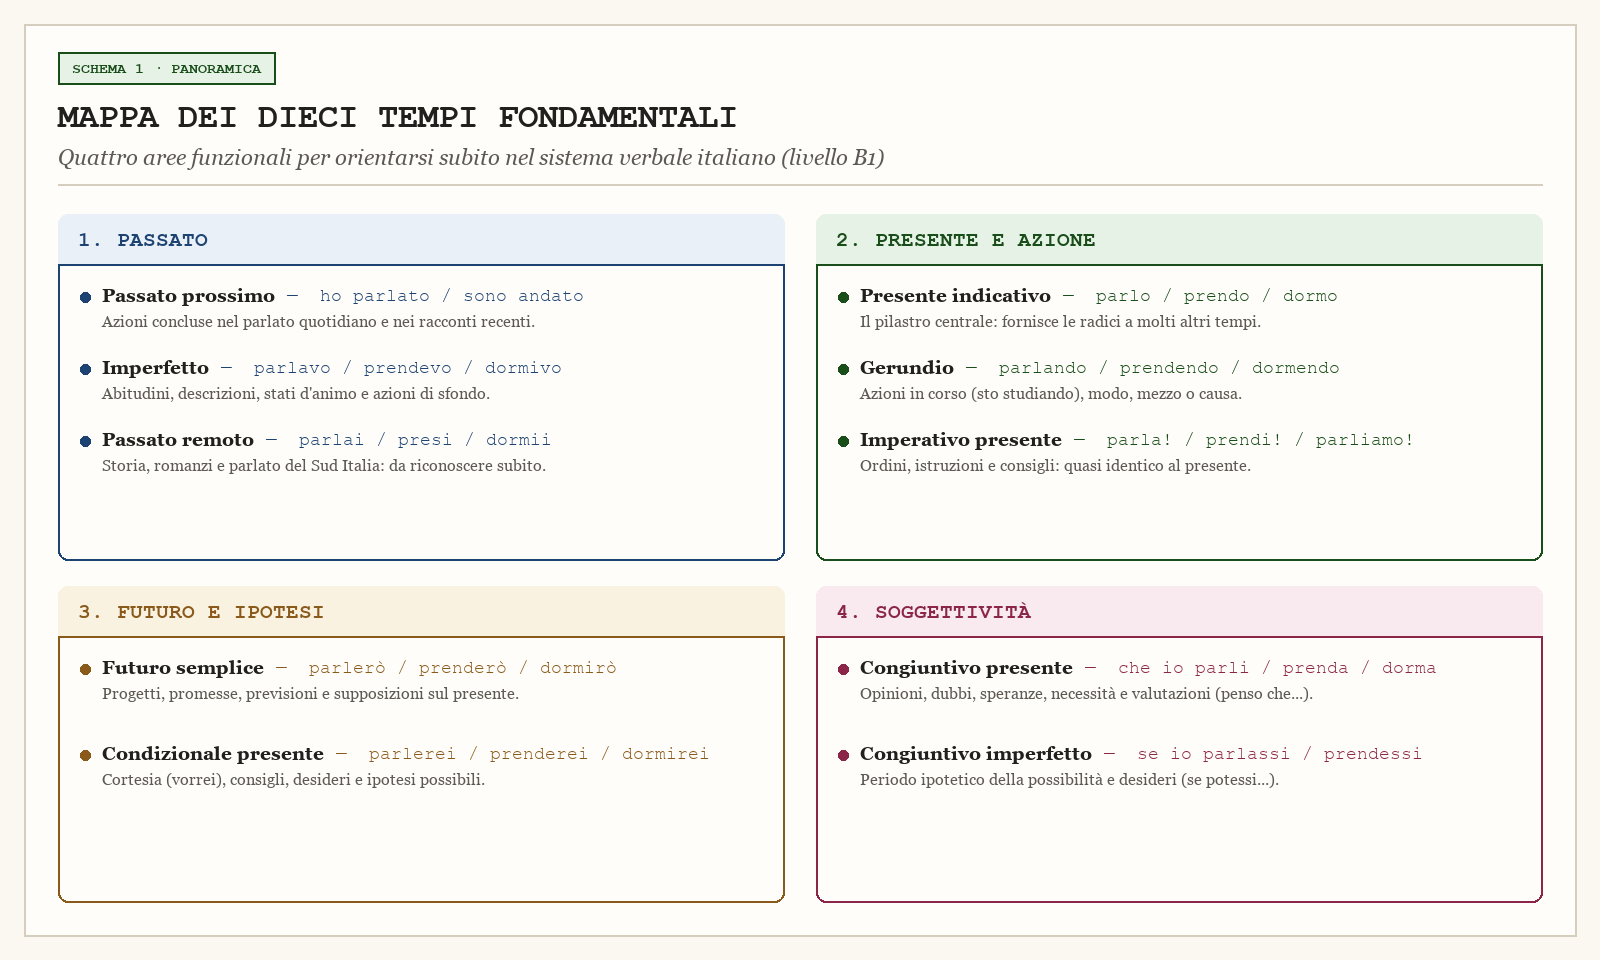 SCHEMA 1 · PANORAMICA
MAPPA DEI DIECI TEMPI FONDAMENTALI
Quattro aree funzionali per orientarsi subito nel sistema verbale italiano (livello B1)
1. PASSATO
Passato prossimo — ho parlato / sono andato
Azioni concluse nel parlato quotidiano e nei racconti recenti.
Imperfetto — parlavo / prendevo / dormivo
Abitudini, descrizioni, stati d'animo e azioni di sfondo.
Passato remoto — parlai / presi / dormii
Storia, romanzi e parlato del Sud Italia: da riconoscere subito.
2. PRESENTE E AZIONE
Presente indicativo — parlo / prendo / dormo
Il pilastro centrale: fornisce le radici a molti altri tempi.
Gerundio — parlando / prendendo / dormendo
Azioni in corso (sto studiando), modo, mezzo o causa.
Imperativo presente — parla! / prendi! / parliamo!
Ordini, istruzioni e consigli: quasi identico al presente.
3. FUTURO E IPOTESI
Futuro semplice — parlerò / prenderò / dormirò
Progetti, promesse, previsioni e supposizioni sul presente.
Condizionale presente — parlerei / prenderei / dormirei
Cortesia (vorrei), consigli, desideri e ipotesi possibili.
4. SOGGETTIVITÀ
Congiuntivo presente — che io parli / prenda / dorma
Opinioni, dubbi, speranze, necessità e valutazioni (penso che...).
Congiuntivo imperfetto — se io parlassi / prendessi
Periodo ipotetico della possibilità e desideri (se potessi...).